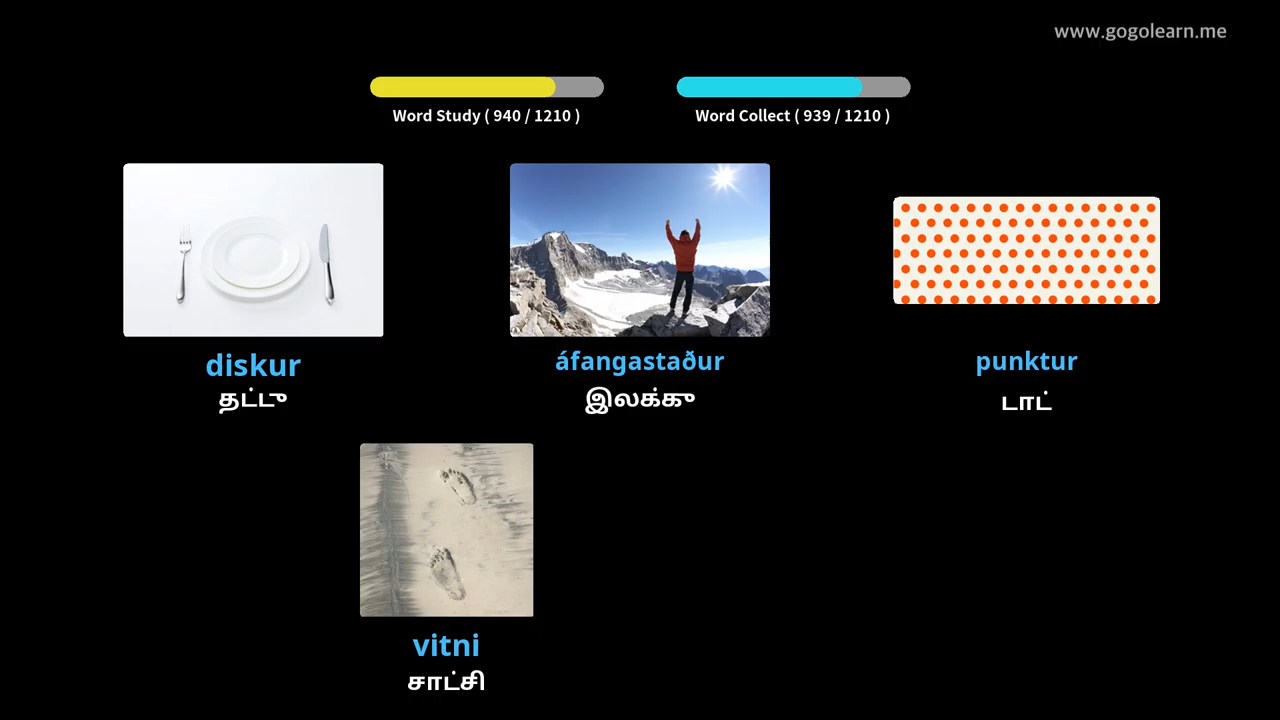 www.gogolearn.me
Word Study ( 940 / 1210 )
Word Collect ( 939 / 1210 )
diskur
தட்டு
áfangastaður
இலக்கு
punktur
டாட்
vitni
சாட்சி